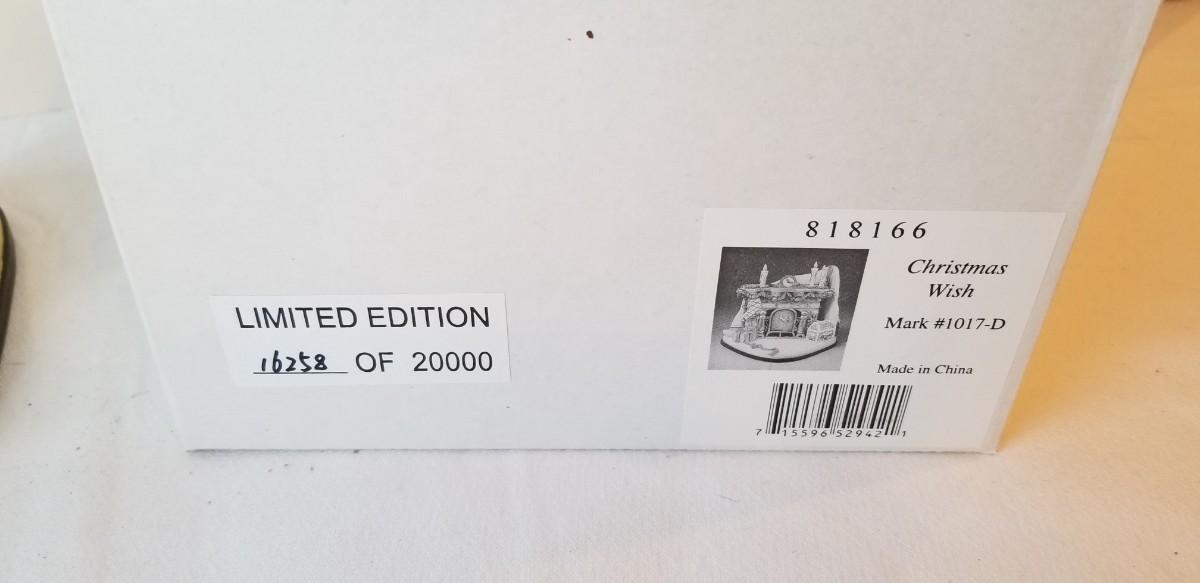 LIMITED EDITION
16258 OF 20000
818166
Christmas
Wish
Mark #1017-D
Made in China
7 15596 52942 1